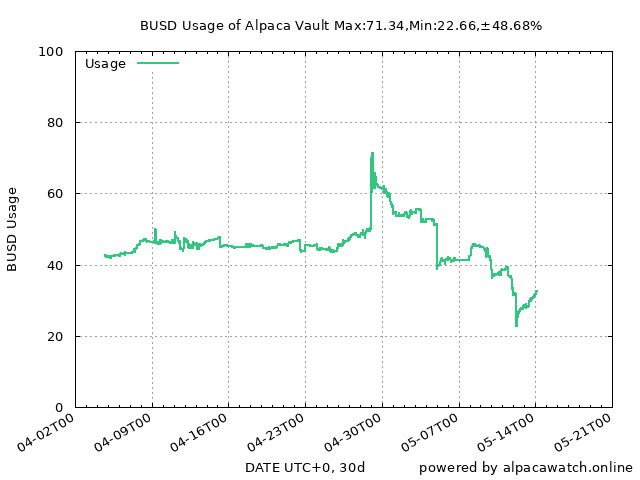 BUSD Usage of Alpaca Vault Max:71.34,Min:22.66,±48.68%
Usage
BUSD Usage
100
80
60
40
20
0
04-02T00
04-09T00
04-16T00
04-23T00
04-30T00
05-07T00
05-14T00
05-21T00
DATE UTC+0, 30d
powered by alpacawatch.online